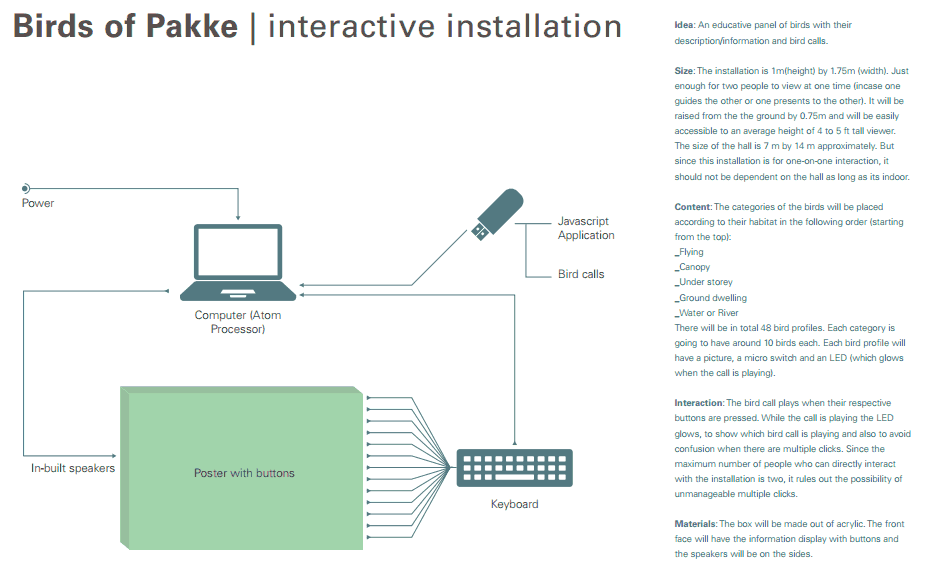 Birds of Pakke | interactive installation
Power
Computer (Atom
Processor)
Javascript
Application
Bird calls
In-built speakers
Poster with buttons
Keyboard
Idea: An educative panel of birds with their
description/information and bird calls.
Size: The installation is 1m(height) by 1.75m (width). Just
enough for two people to view at one time (incase one
guides the other or one presents to the other). It will be
raised from the the ground by 0.75m and will be easily
accessible to an average height of 4 to 5 ft tall viewer.
The size of the hall is 7 m by 14 m approximately. But
since this installation is for one-on-one interaction, it
should not be dependent on the hall as long as its indoor.
Content: The categories of the birds will be placed
according to their habitat in the following order (starting
from the top):
_Flying
_Canopy
_Under storey
_Ground dwelling
_Water or River
There will be in total 48 bird profiles. Each category is
going to have around 10 birds each. Each bird profile will
have a picture, a micro switch and an LED (which glows
when the call is playing).
Interaction: The bird call plays when their respective
buttons are pressed. While the call is playing the LED
glows, to show which bird call is playing and also to avoid
confusion when there are multiple clicks. Since the
maximum number of people who can directly interact
with the installation is two, it rules out the possibility of
unmanageable multiple clicks.
Materials: The box will be made out of acrylic. The front
face will have the information display with buttons and
the speakers will be on the sides.